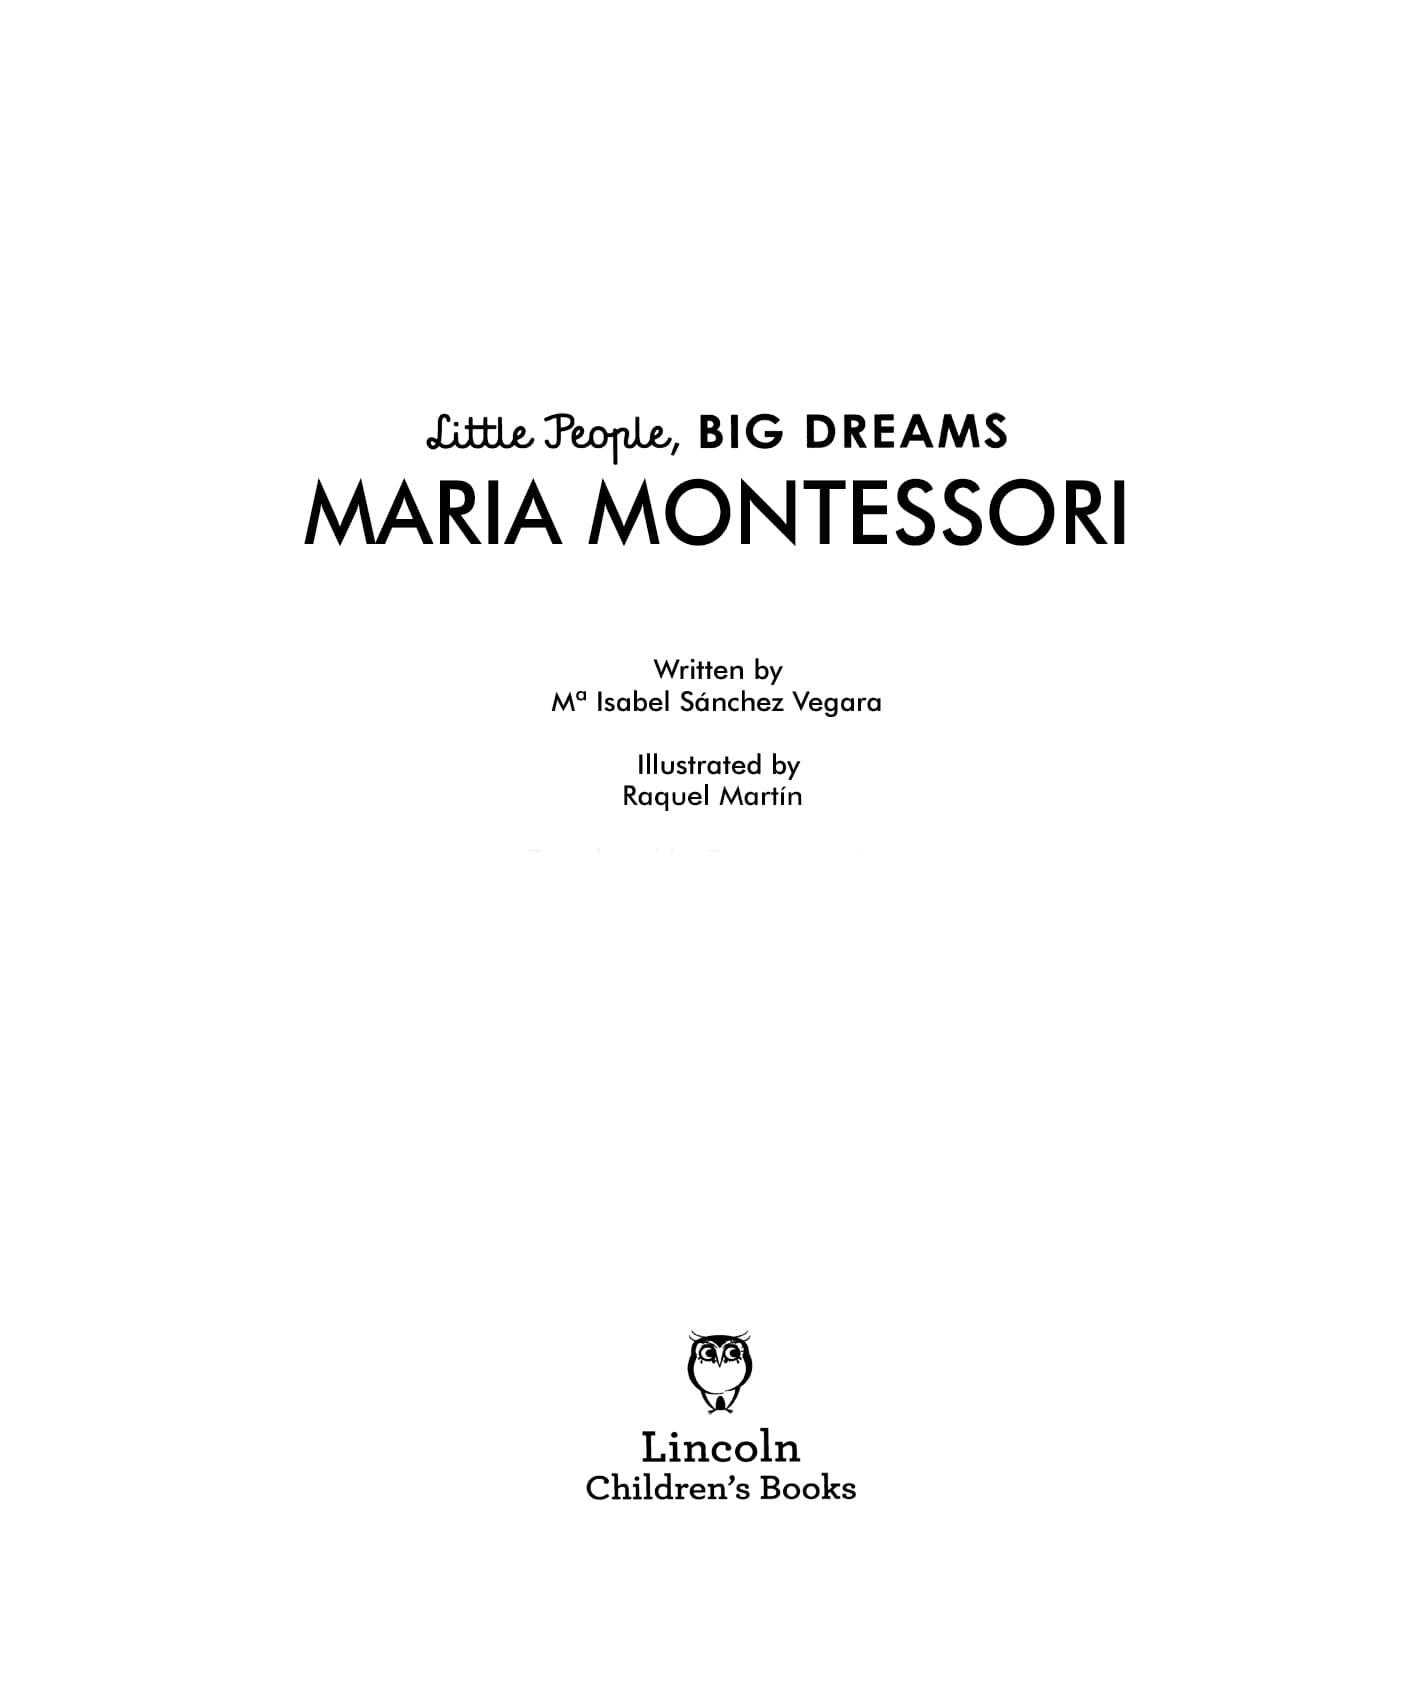 Little People, BIG DREAMS
MARIA MONTESSORI
Written by
Mª Isabel Sánchez Vegara
Illustrated by
Raquel Martín
Lincoln
Children’s Books